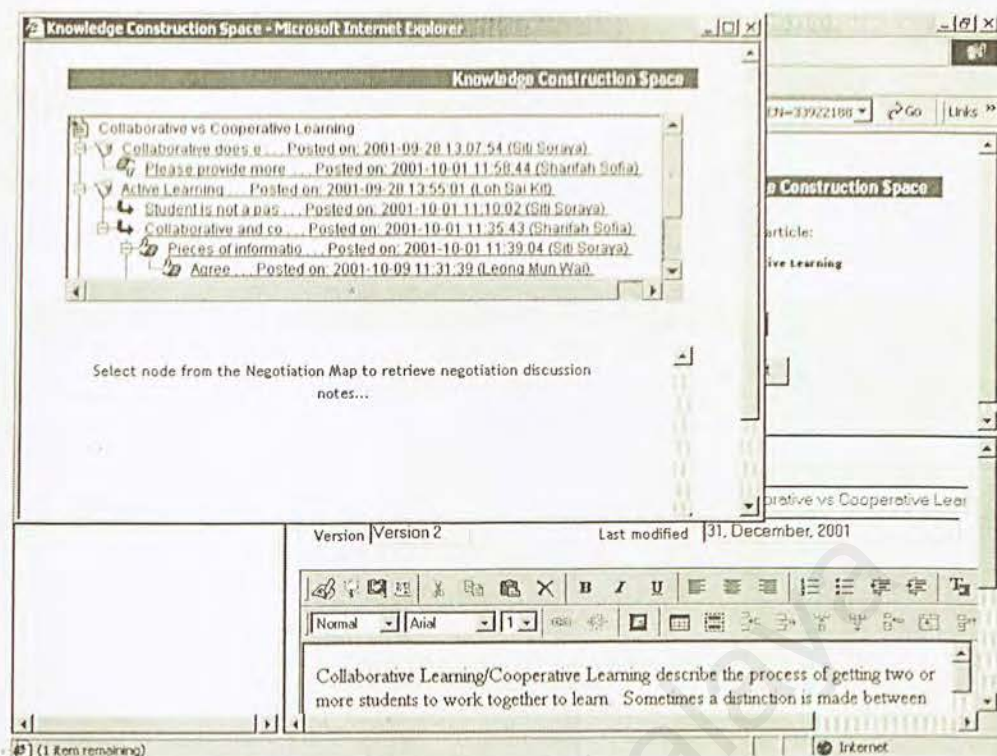 Knowledge Construction Space - Microsoft Internet Explorer
Knowledge Construction Space
Collaborative vs Cooperative Learning
Collaborative does e ... Posted on: 2001-09-28 13:07:54 (Siti Soraya)
Please provide more ... Posted on: 2001-10-01 11:58:44 (Sharifah Sofia)
Active Learning ... Posted on: 2001-09-28 13:55:01 (Loh Sai Kit)
Student is not a pas ... Posted on: 2001-10-01 11:10:02 (Siti Soraya)
Collaborative and co ... Posted on: 2001-10-01 11:35:43 (Sharifah Sofia)
Pieces of informatio ... Posted on: 2001-10-01 11:39:04 (Siti Soraya)
Agree ... Posted on: 2001-10-09 11:31:39 (Leong Mun Wai)
Select node from the Negotiation Map to retrieve negotiation discussion
notes...
Go Links »
e Construction Space
article:
ive Learning
orative vs Cooperative Lear
Version Version 2 Last modified 31, December, 2001
B I U
Normal Arial 1
Collaborative Learning/Cooperative Learning describe the process of getting two or
more students to work together to learn. Sometimes a distinction is made between
(1 item remaining) Internet